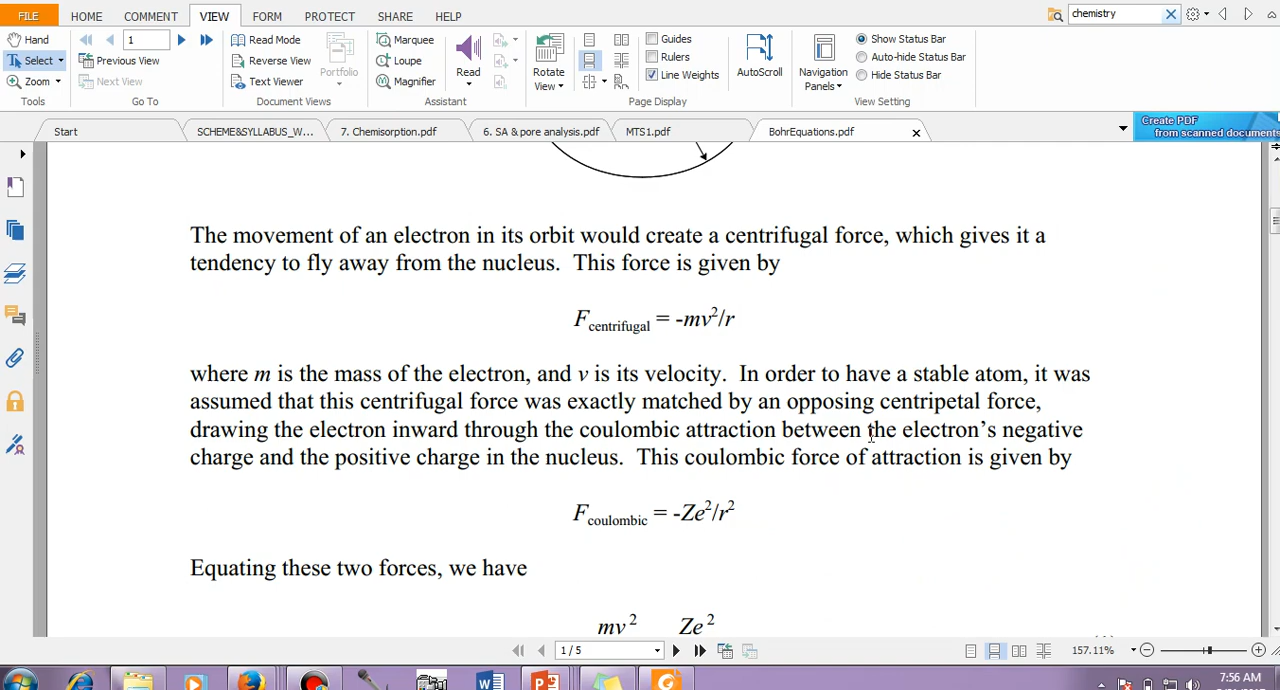 FILE HOME COMMENT VIEW FORM PROTECT SHARE HELP chemistry
Hand 1 Read Mode Marquee Guides Show Status Bar
Select Previous View Reverse View Loupe Read Portfolio Rotate View Rulers AutoScroll Navigation Panels Auto-hide Status Bar
Zoom Next View Text Viewer Magnifier Line Weights Hide Status Bar
Tools Go To Document Views Assistant Page Display View Setting
Start SCHEME&SYLLABUS_W... 7. Chemisorption.pdf 6. SA & pore analysis.pdf MTS1.pdf BohrEquations.pdf
Create PDF
from scanned documents
The movement of an electron in its orbit would create a centrifugal force, which gives it a
tendency to fly away from the nucleus. This force is given by
F centrifugal = -mv²/r
where m is the mass of the electron, and v is its velocity. In order to have a stable atom, it was
assumed that this centrifugal force was exactly matched by an opposing centripetal force,
drawing the electron inward through the coulombic attraction between the electron's negative
charge and the positive charge in the nucleus. This coulombic force of attraction is given by
F coulombic = -Ze²/r²
Equating these two forces, we have
mv² Ze²
1 / 5 157.11%
7:56 AM